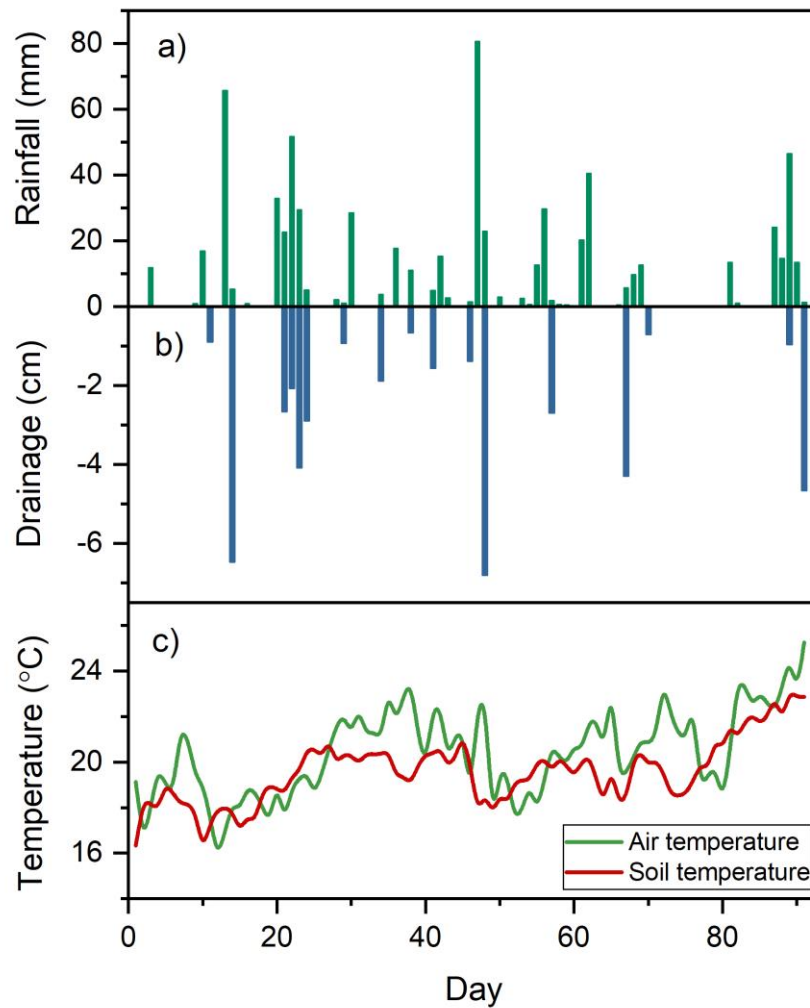 a)
Rainfall (mm)
80
60
40
20
0
b)
Drainage (cm)
-2
-4
-6
c)
Temperature (°C)
24
20
16
Air temperature
Soil temperature
0 20 40 60 80
Day